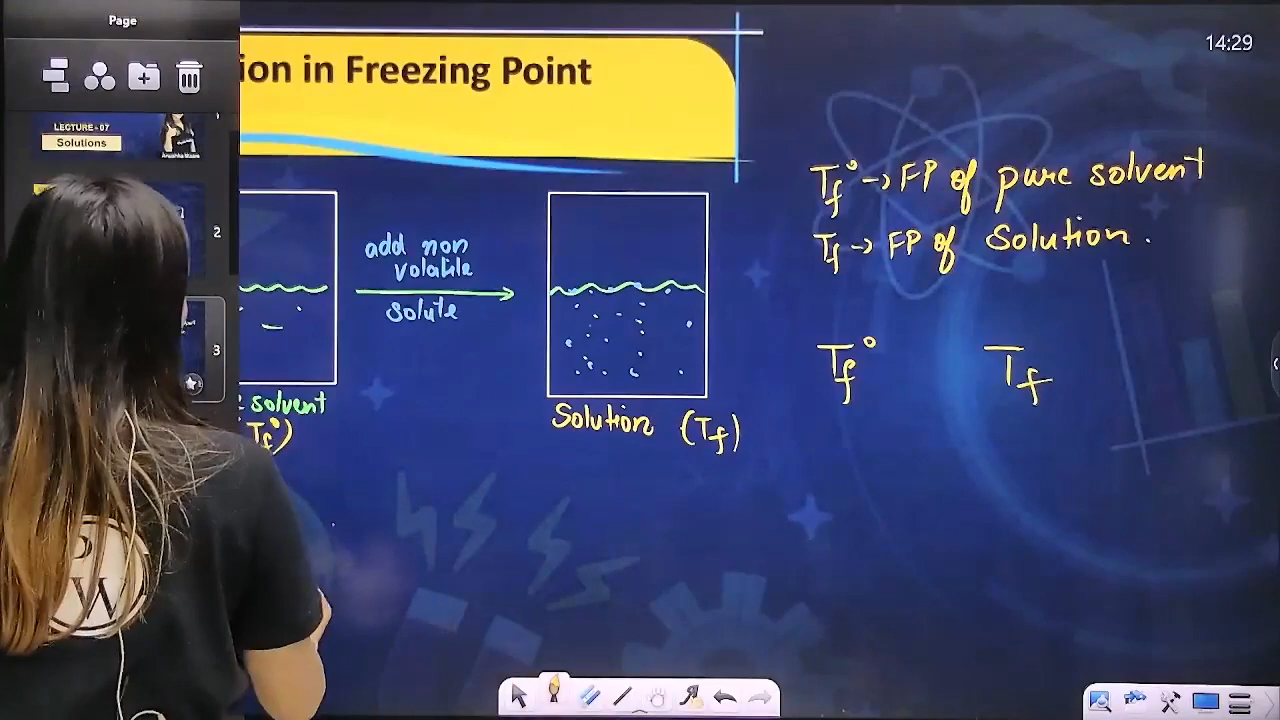 Page
14:29
ion in Freezing Point
LECTURE - 07
Solutions
2
3
add non
volatile
solute
solvent
Tf°)
Solution (Tf)
Tf° → FP of pure solvent
Tf → FP of Solution.
Tf° Tf
P
W